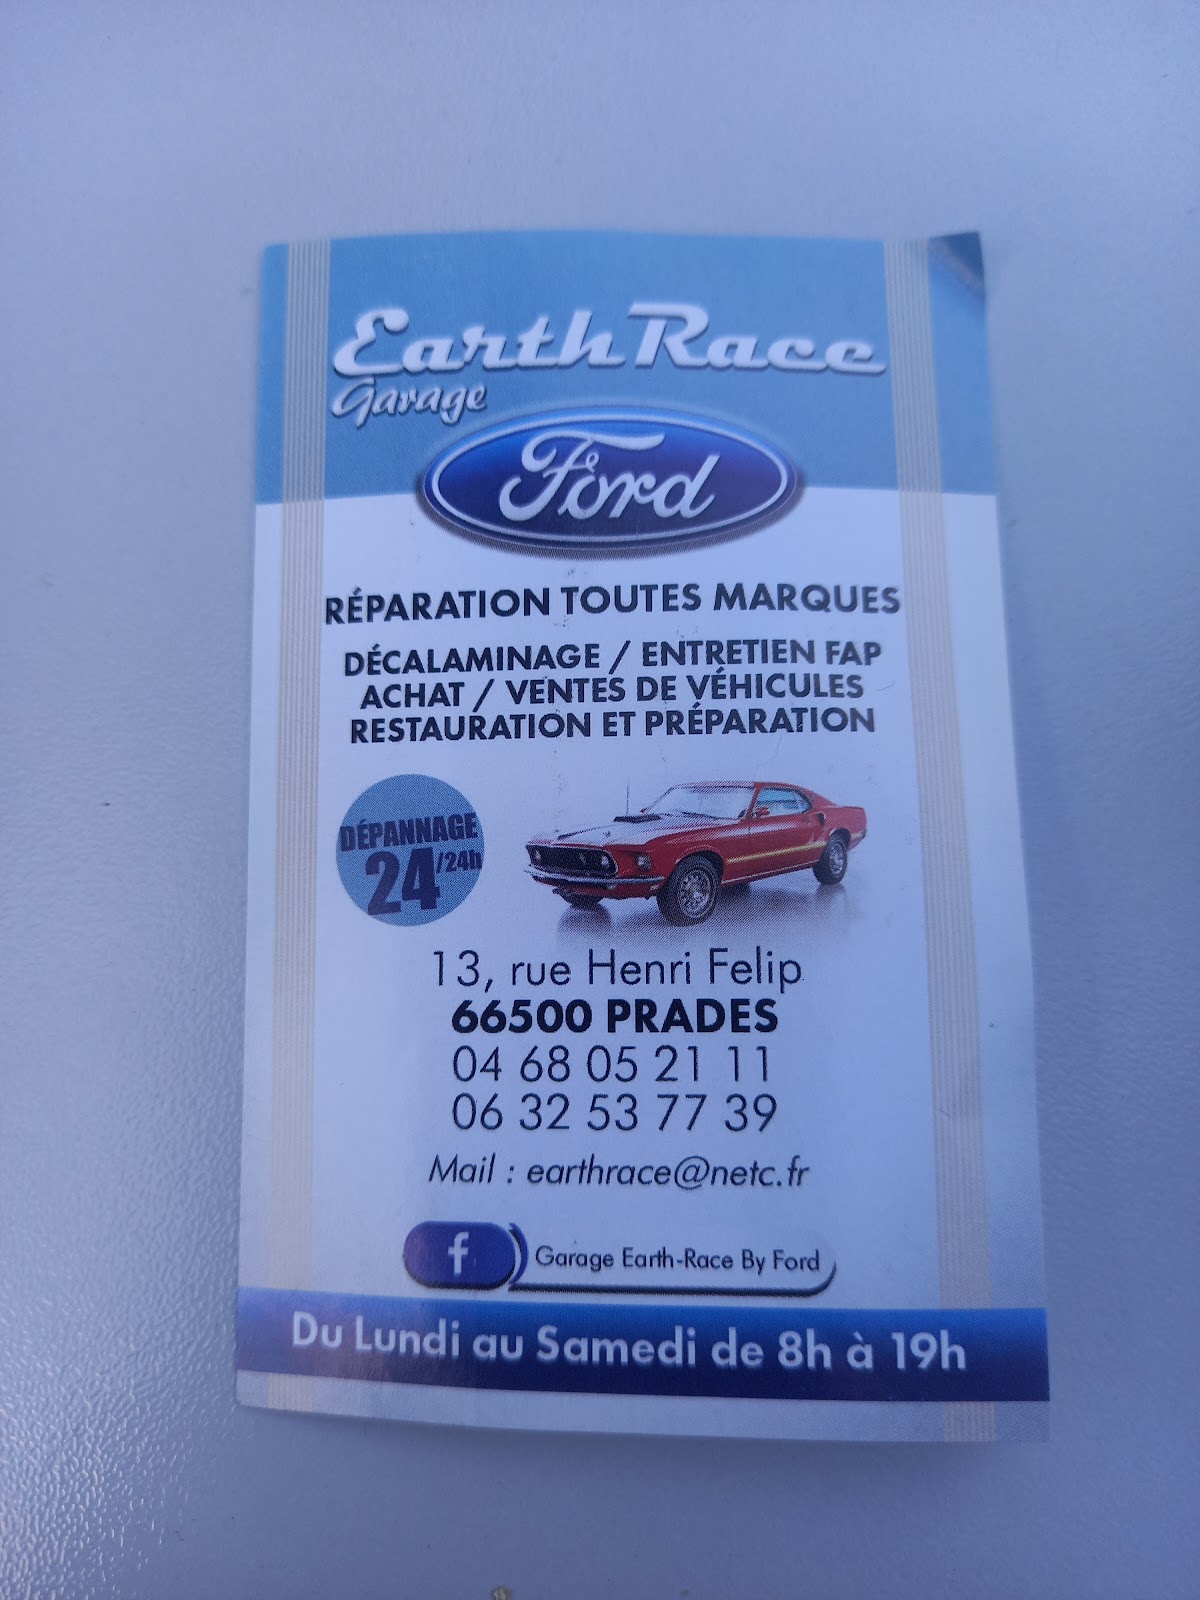 Earth Race
Garage
Ford
RÉPARATION TOUTES MARQUES
DÉCALAMINAGE / ENTRETIEN FAP
ACHAT / VENTES DE VÉHICULES
RESTAURATION ET PRÉPARATION
DÉPANNAGE
24/24h
13, rue Henri Felip
66500 PRADES
04 68 05 21 11
06 32 53 77 39
Mail : earthrace@netc.fr
f Garage Earth-Race By Ford
Du Lundi au Samedi de 8h à 19h